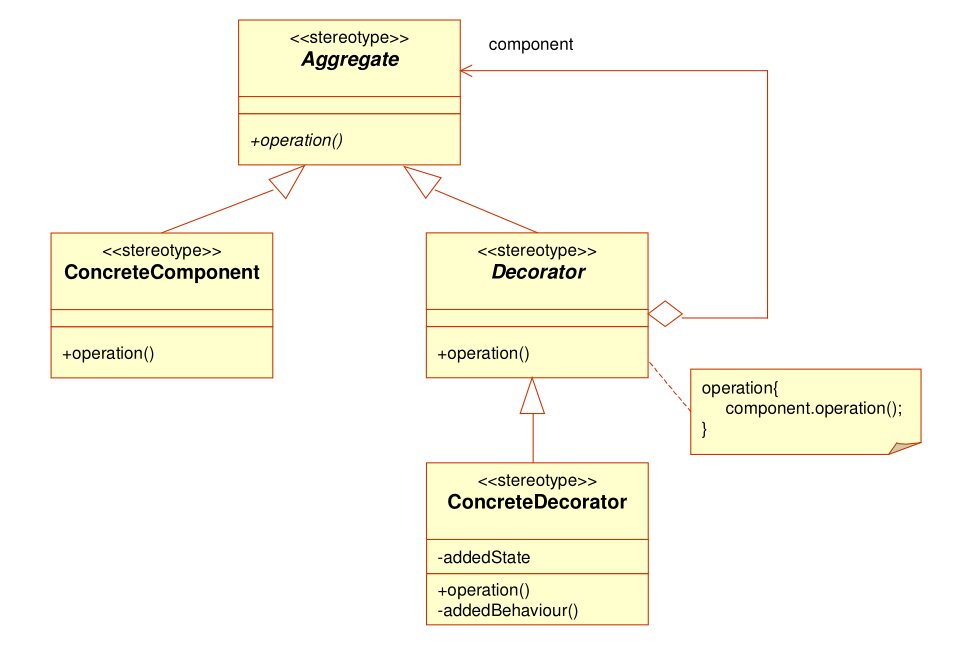 <<stereotype>>
Aggregate
component
+operation()
<<stereotype>>
ConcreteComponent
+operation()
<<stereotype>>
Decorator
+operation()
operation{
component.operation();
}
<<stereotype>>
ConcreteDecorator
-addedState
+operation()
-addedBehaviour()